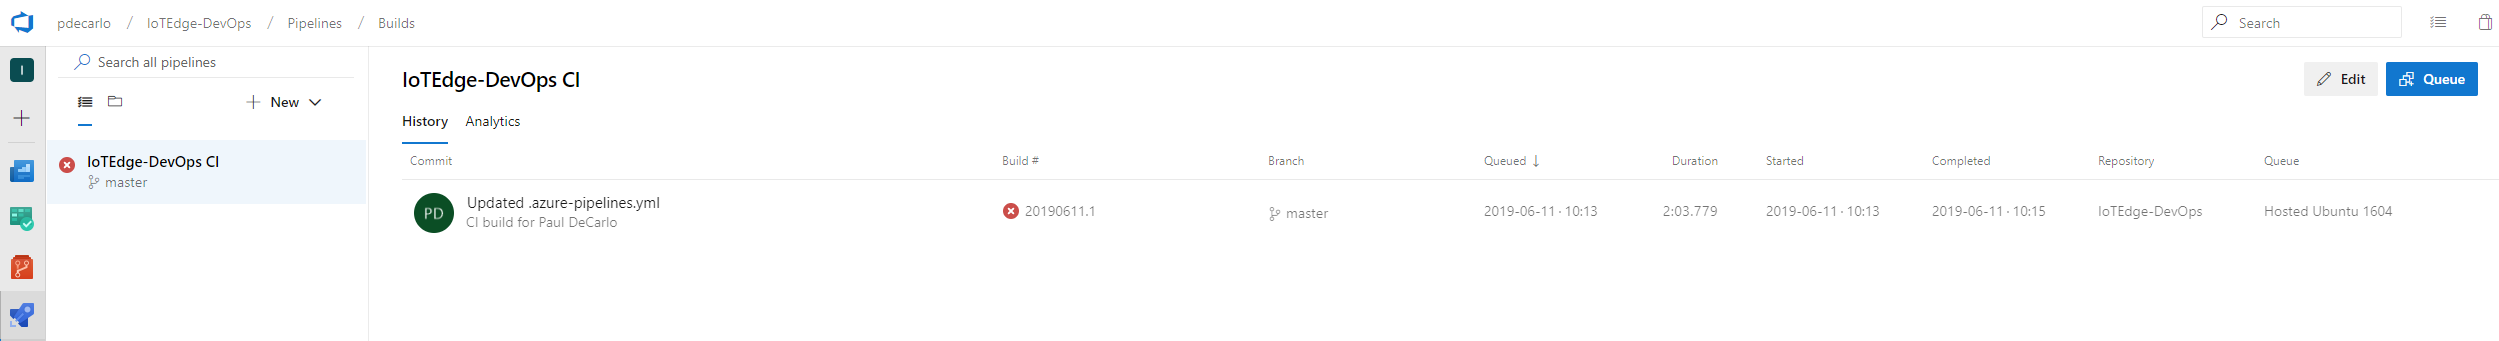 pdecarlo / IoTEdge-DevOps / Pipelines / Builds
Search
I
Search all pipelines
New
IoTEdge-DevOps CI
master
IoTEdge-DevOps CI
Edit
Queue
History Analytics
Commit Build # Branch Queued ↓ Duration Started Completed Repository Queue
PD
Updated .azure-pipelines.yml
CI build for Paul DeCarlo
20190611.1 master 2019-06-11 · 10:13 2:03.779 2019-06-11 · 10:13 2019-06-11 · 10:15 IoTEdge-DevOps Hosted Ubuntu 1604